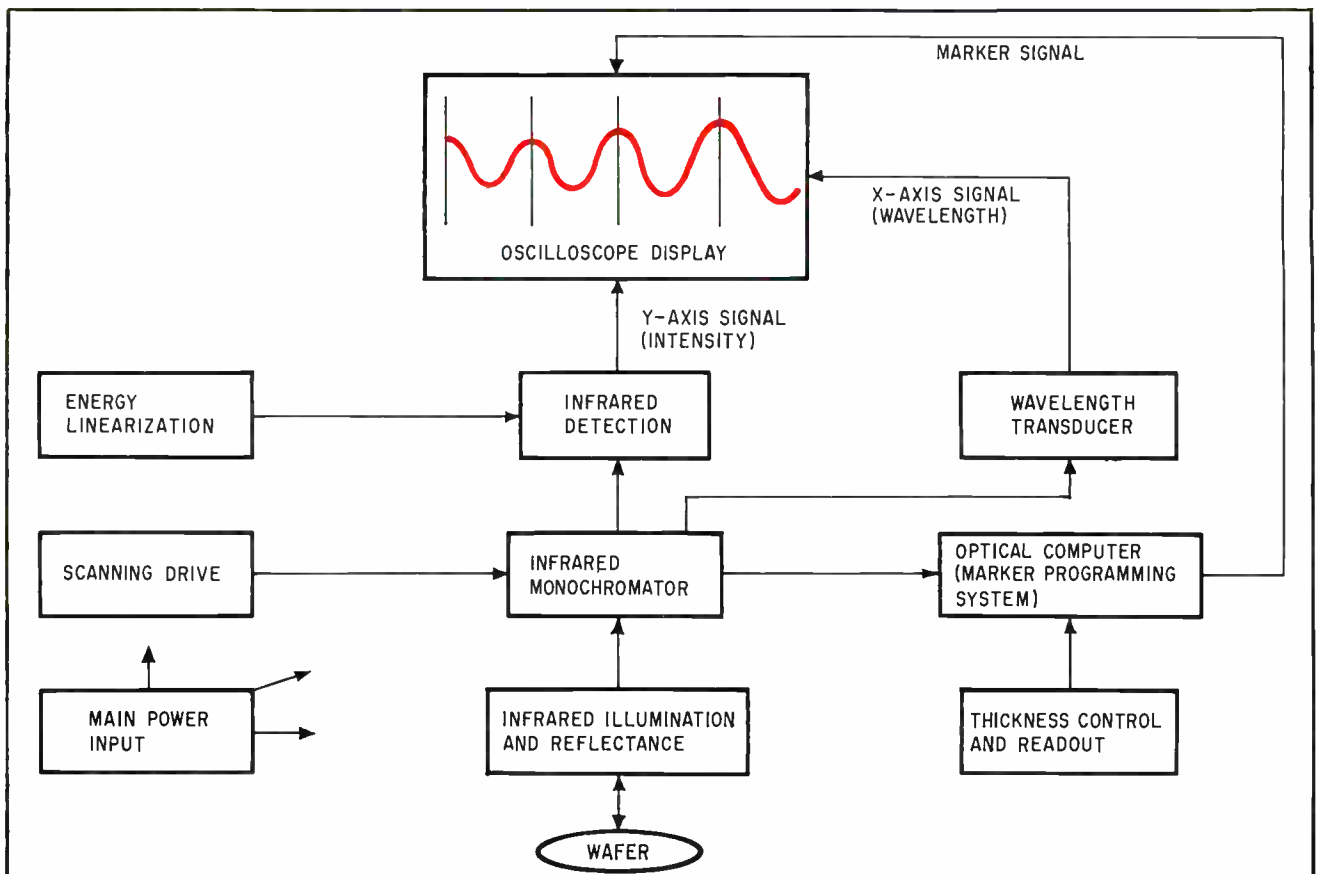 MARKER SIGNAL
X-AXIS SIGNAL
(WAVELENGTH)
OSCILLOSCOPE DISPLAY
Y-AXIS SIGNAL
(INTENSITY)
ENERGY
LINEARIZATION
INFRARED
DETECTION
WAVELENGTH
TRANSDUCER
SCANNING DRIVE
INFRARED
MONOCHROMATOR
OPTICAL COMPUTER
(MARKER PROGRAMMING
SYSTEM)
MAIN POWER
INPUT
INFRARED ILLUMINATION
AND REFLECTANCE
THICKNESS CONTROL
AND READOUT
WAFER